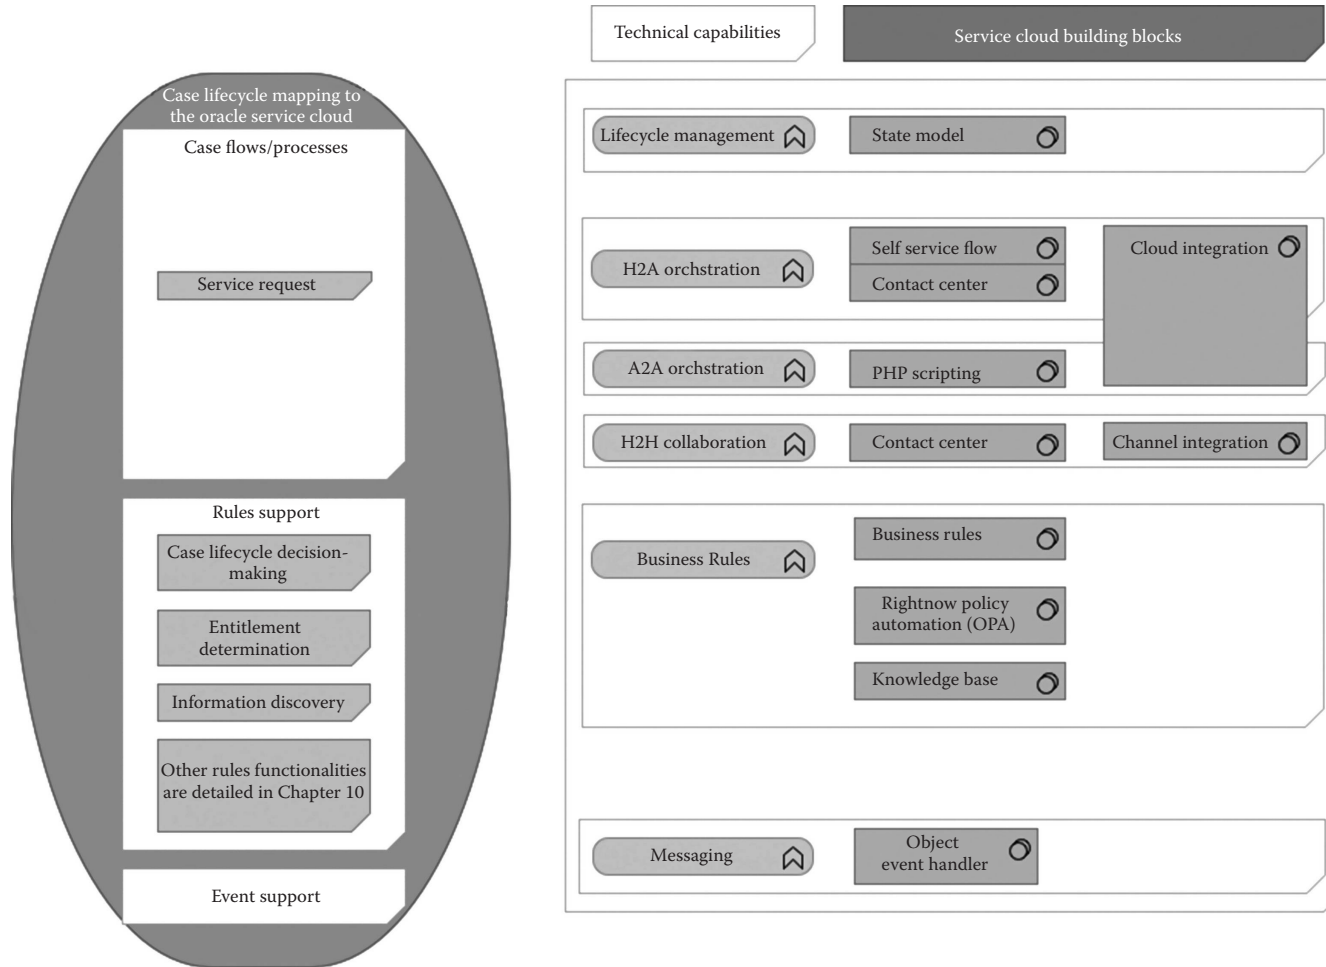 Technical capabilities
Service cloud building blocks
Case lifecycle mapping to
the oracle service cloud
Case flows/processes
Service request
Rules support
Case lifecycle decision-
making
Entitlement
determination
Information discovery
Other rules functionalities
are detailed in Chapter 10
Event support
Lifecycle management
State model
H2A orchstration
Self service flow
Contact center
Cloud integration
A2A orchstration
PHP scripting
H2H collaboration
Contact center
Channel integration
Business Rules
Business rules
Rightnow policy
automation (OPA)
Knowledge base
Messaging
Object
event handler